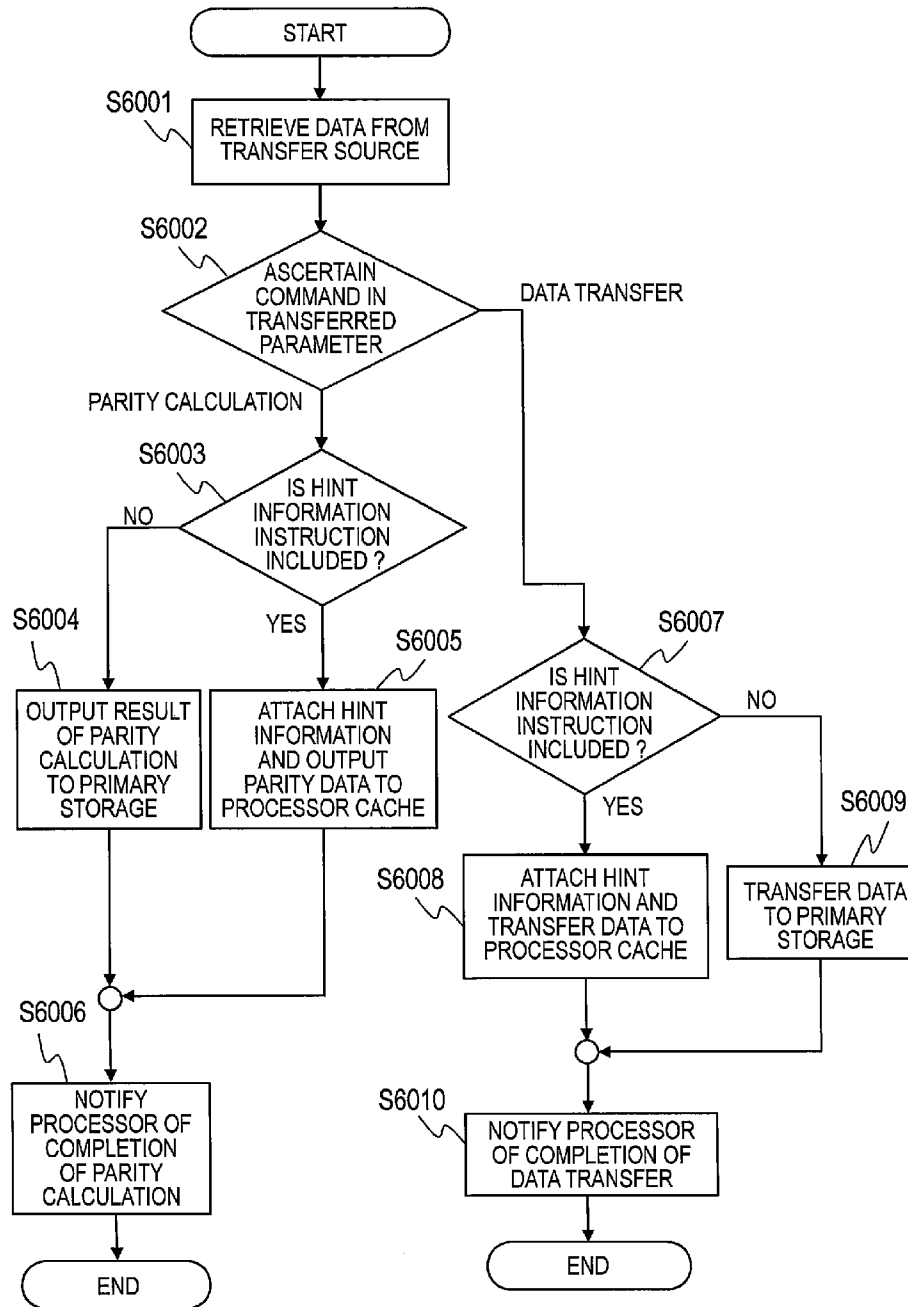 START
S6001
RETRIEVE DATA FROM
TRANSFER SOURCE
S6002
ASCERTAIN
COMMAND IN
TRANSFERRED
PARAMETER
DATA TRANSFER
PARITY CALCULATION
S6003
IS HINT
INFORMATION
INSTRUCTION
INCLUDED ?
NO
YES
S6004
OUTPUT RESULT
OF PARITY
CALCULATION
TO PRIMARY
STORAGE
S6005
ATTACH HINT
INFORMATION
AND OUTPUT
PARITY DATA TO
PROCESSOR CACHE
S6006
NOTIFY
PROCESSOR OF
COMPLETION
OF PARITY
CALCULATION
END
S6007
IS HINT
INFORMATION
INSTRUCTION
INCLUDED ?
NO
YES
S6008
ATTACH HINT
INFORMATION AND
TRANSFER DATA TO
PROCESSOR CACHE
S6009
TRANSFER DATA
TO PRIMARY
STORAGE
S6010
NOTIFY PROCESSOR
OF COMPLETION OF
DATA TRANSFER
END